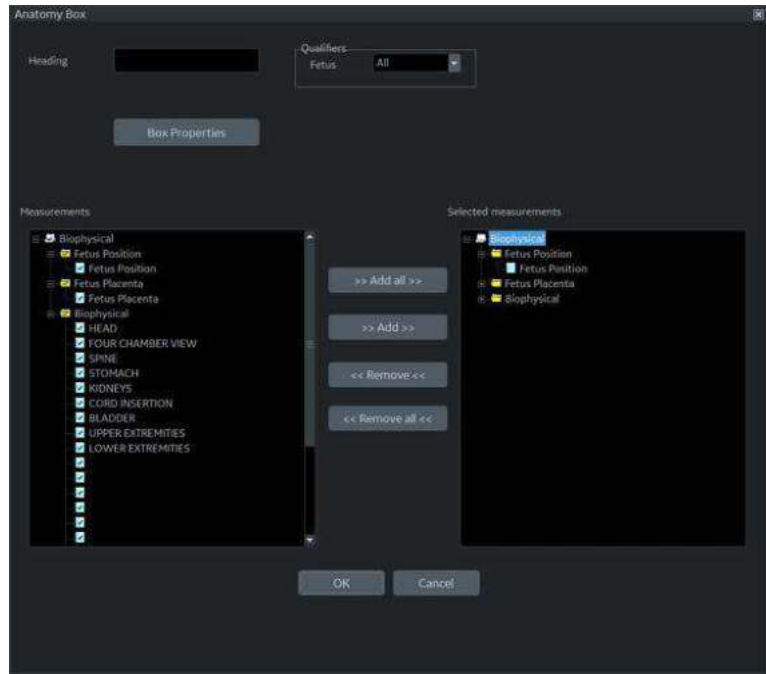 Anatomy Box
Heading
Qualifiers
Fetus
All
Box Properties
Measurements
Biophysical
Fetus Position
Fetus Position
Fetus Placenta
Fetus Placenta
Biophysical
HEAD
FOUR CHAMBER VIEW
SPINE
STOMACH
KIDNEYS
CORD INSERTION
BLADDER
UPPER EXTREMITIES
LOWER EXTREMITIES
>> Add all >>
>> Add >>
<< Remove <<
<< Remove all <<
Selected measurements
Biophysical
Fetus Position
Fetus Position
Fetus Placenta
Biophysical
OK
Cancel